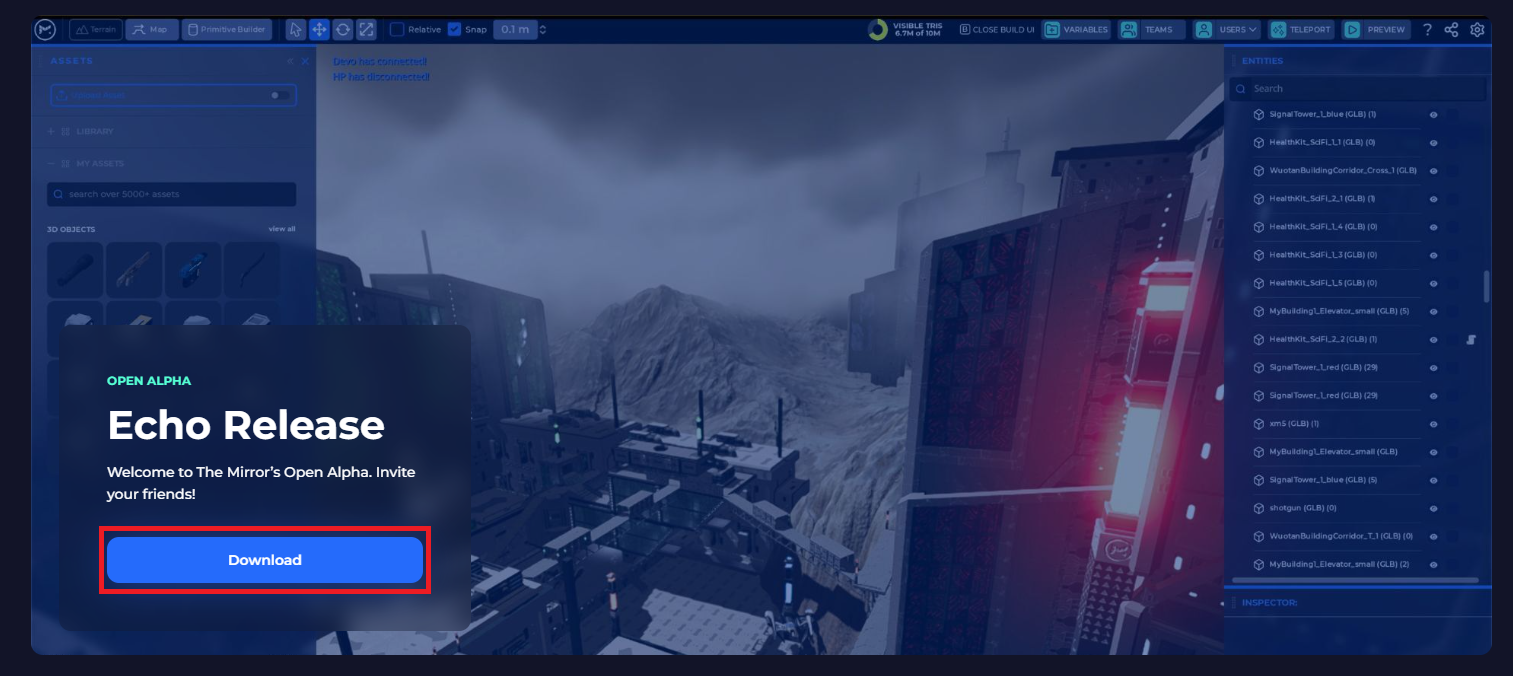 Terrain
Map
Primitive Builder
Relative
Snap
0.1 m
VISIBLE TRIS
6.7M of 10M
B CLOSE BUILD UI
VARIABLES
TEAMS
USERS
TELEPORT
PREVIEW
?
ASSETS
Devo has connected!
HP has disconnected!
LIBRARY
MY ASSETS
search over 5000+ assets
3D OBJECTS
view all
OPEN ALPHA
Echo Release
Welcome to The Mirror’s Open Alpha. Invite
your friends!
Download
ENTITIES
Search
SignalTower_1_blue (GLB) (1)
HealthKit_SciFi_1_1 (GLB) (0)
WuotanBuildingCorridor_Cross_1 (GLB)
HealthKit_SciFi_2_1 (GLB) (1)
HealthKit_SciFi_1_4 (GLB) (0)
HealthKit_SciFi_1_3 (GLB) (0)
HealthKit_SciFi_1_5 (GLB) (0)
MyBuilding1_Elevator_small (GLB) (5)
HealthKit_SciFi_2_2 (GLB) (1)
SignalTower_1_red (GLB) (29)
SignalTower_1_red (GLB) (29)
xm5 (GLB) (1)
MyBuilding1_Elevator_small (GLB)
SignalTower_1_blue (GLB) (5)
shotgun (GLB) (0)
WuotanBuildingCorridor_T_1 (GLB) (0)
MyBuilding1_Elevator_small (GLB) (2)
INSPECTOR: